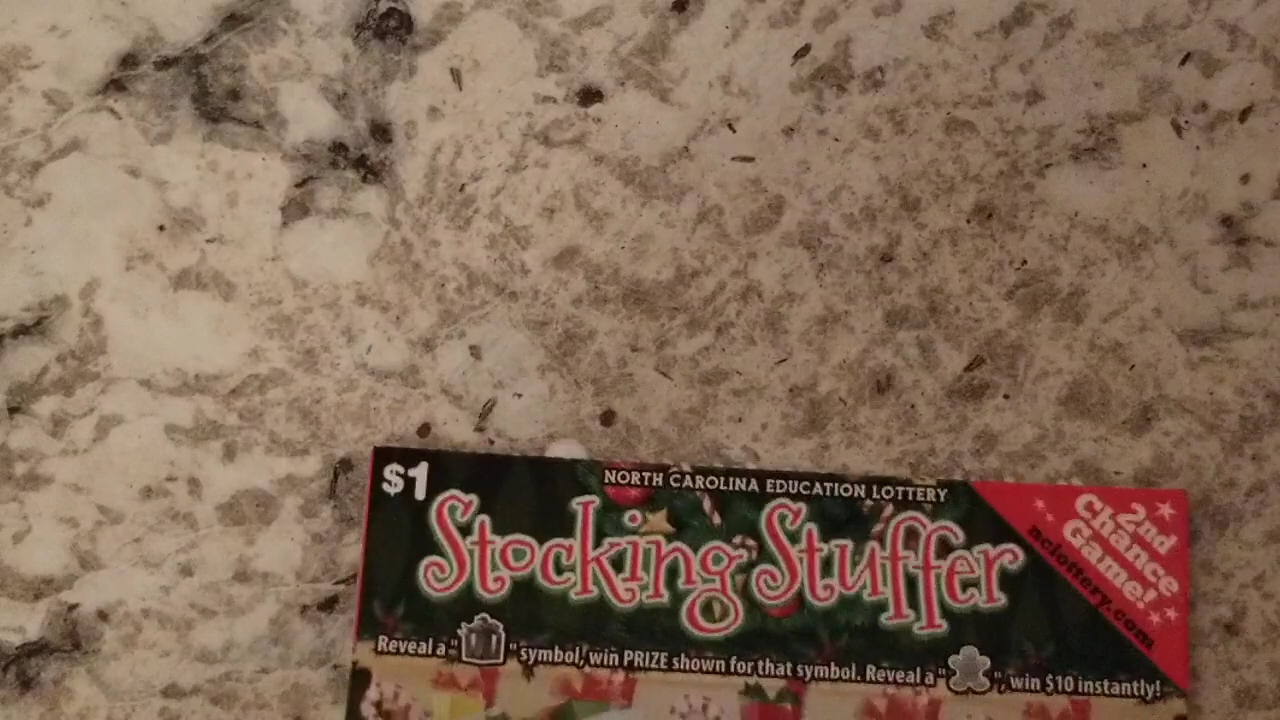 $1
NORTH CAROLINA EDUCATION LOTTERY
Stocking Stuffer
2nd
Chance
Game!
nclottery.com
Reveal a " " symbol, win PRIZE shown for that symbol. Reveal a " ", win $10 instantly!